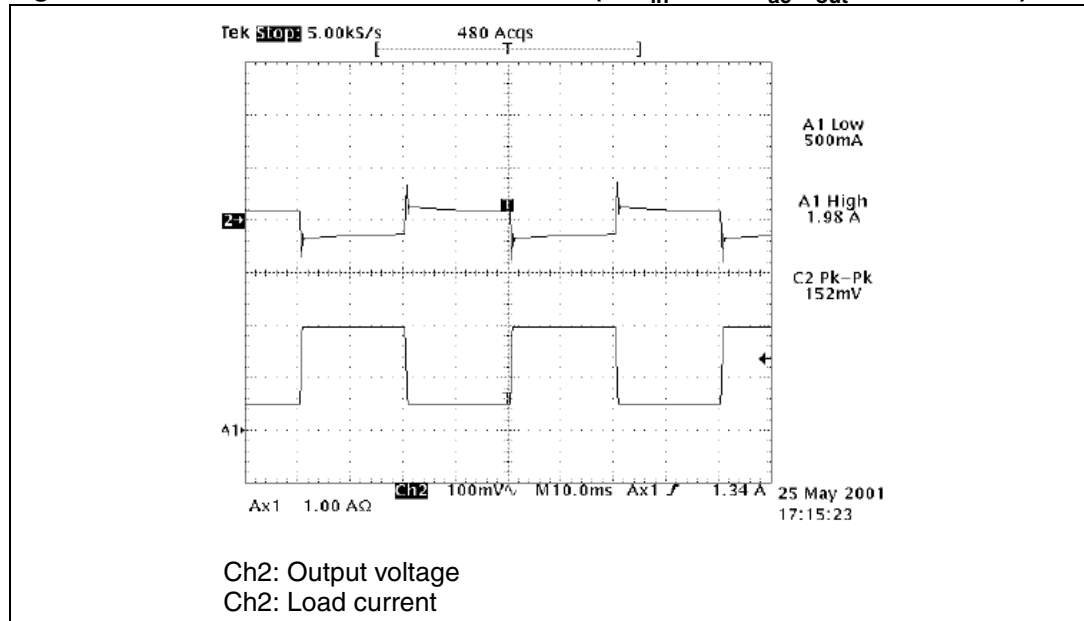 Tek Stop: 5.00kS/s 480 Acqs
T
A1 Low
500mA
A1 High
1.98 A
C2 Pk-Pk
152mV
2
A1
Ch2 100mV M10.0ms Ax1 1.34 A
Ax1 1.00 AΩ
25 May 2001
17:15:23
Ch2: Output voltage
Ch2: Load current